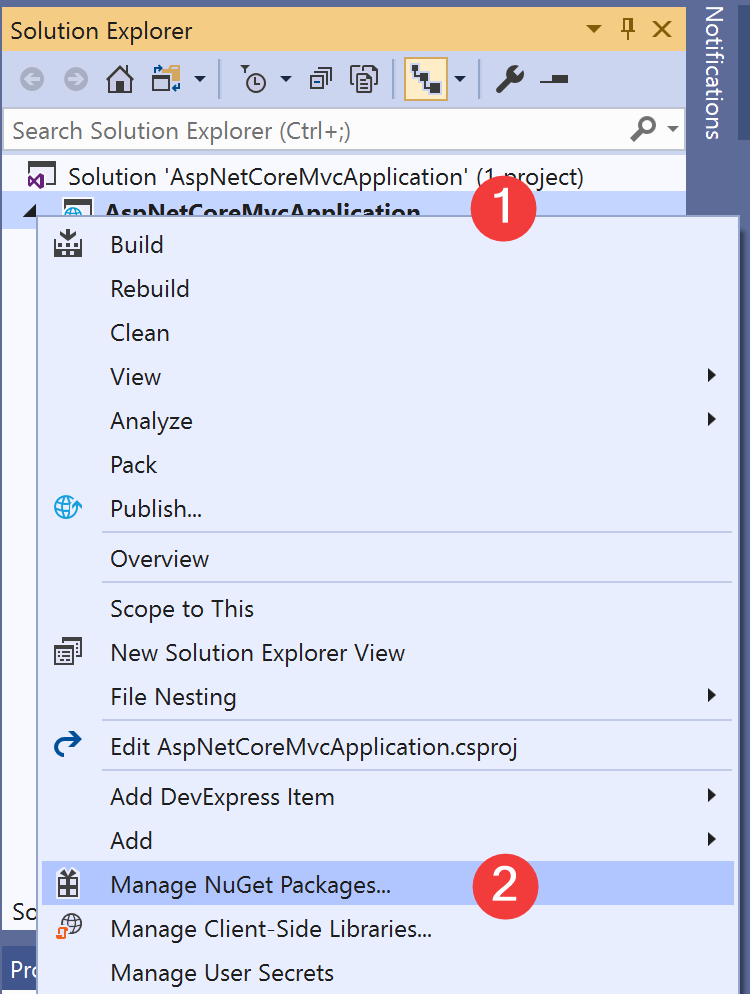 Solution Explorer
Notifications
Search Solution Explorer (Ctrl+;)
Solution 'AspNetCoreMvcApplication' (1 project)
AspNetCoreMvcApplication
1
Build
Rebuild
Clean
View
Analyze
Pack
Publish...
Overview
Scope to This
New Solution Explorer View
File Nesting
Edit AspNetCoreMvcApplication.csproj
Add DevExpress Item
Add
Manage NuGet Packages...
2
So
Manage Client-Side Libraries...
Pro
Manage User Secrets